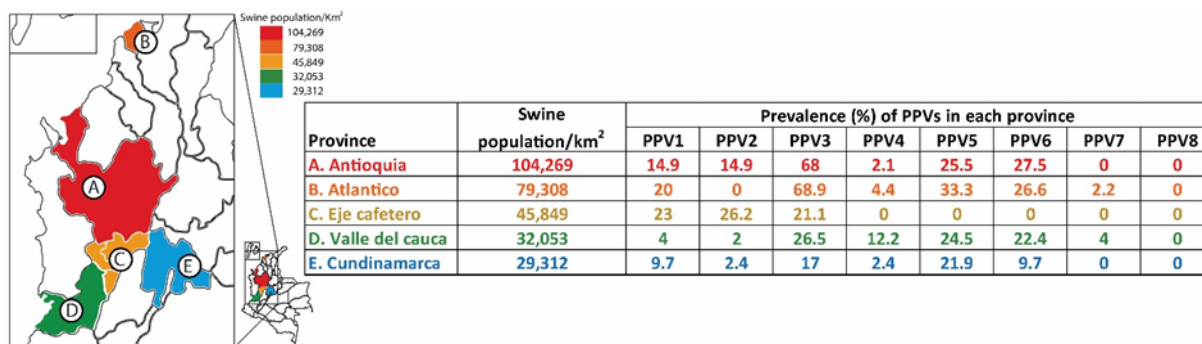 Swine population/Km²
104,269
79,308
45,849
32,053
29,312
B
A
C
E
D
Province Swine population/km² Prevalence (%) of PPVs in each province
PPV1 PPV2 PPV3 PPV4 PPV5 PPV6 PPV7 PPV8
A. Antioquia 104,269 14.9 14.9 68 2.1 25.5 27.5 0 0
B. Atlantico 79,308 20 0 68.9 4.4 33.3 26.6 2.2 0
C. Eje cafetero 45,849 23 26.2 21.1 0 0 0 0 0
D. Valle del cauca 32,053 4 2 26.5 12.2 24.5 22.4 4 0
E. Cundinamarca 29,312 9.7 2.4 17 2.4 21.9 9.7 0 0